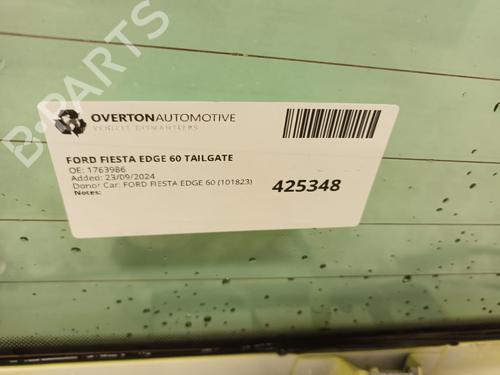 B-PARTS
OVERTONAUTOMOTIVE
VEHICLE DISMANTLERS
FORD FIESTA EDGE 60 TAILGATE
OE: 1763986
Added: 23/09/2024
Donor Car: FORD FIESTA EDGE 60 (101823)
Notes:
425348